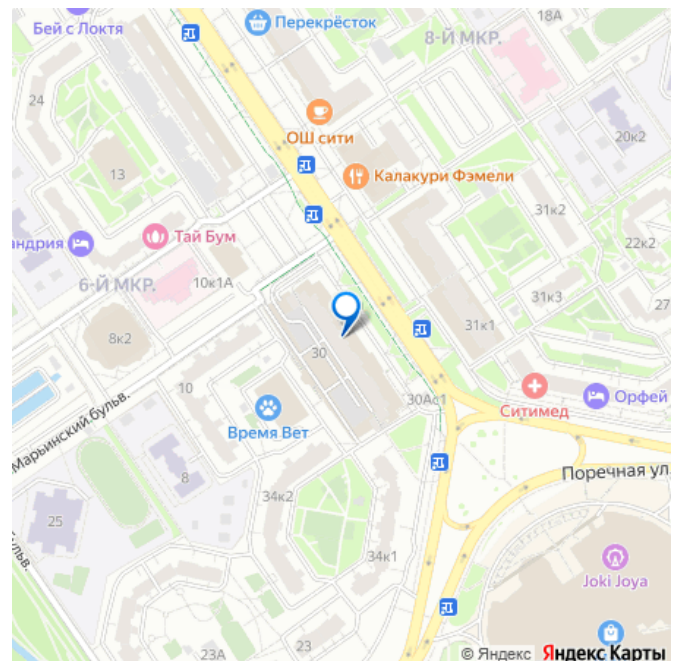 18А
Бей с Локтя
Перекрёсток
8-Й МКР.
24
ОШ сити
20к2
13
Калакури Фэмели
31к2
андрия
Тай Бум
22к2
6-Й МКР.
10к1А
31к3
27
8к2
31к1
30
10
30Ас1
Ситимед
Орфей
Марьинский бульв.
Время Вет
8
Поречная ул.
34к2
25
бульв.
34к1
Joki Joya
23
23А
© Яндекс Яндекс Карты